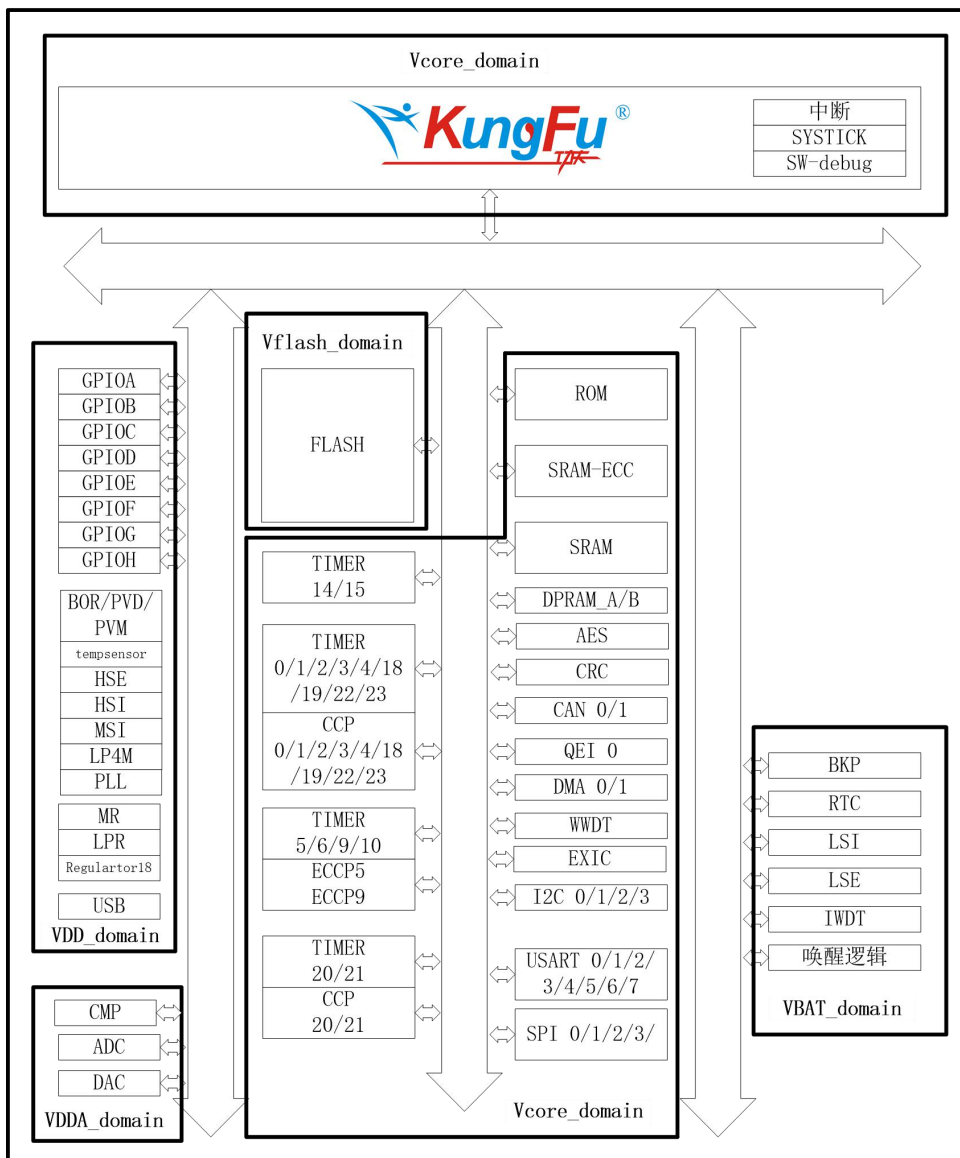 Vcore_domain
KungFu®
功夫
中断
SYSTICK
SW-debug
Vflash_domain
FLASH
GPIOA
GPIOB
GPIOC
GPIOD
GPIOE
GPIOF
GPIOG
GPIOH
BOR/PVD/
PVM
tempsensor
HSE
HSI
MSI
LP4M
PLL
MR
LPR
Regulartor18
USB
VDD_domain
CMP
ADC
DAC
VDDA_domain
TIMER
14/15
TIMER
0/1/2/3/4/18
/19/22/23
CCP
0/1/2/3/4/18
/19/22/23
TIMER
5/6/9/10
ECCP5
ECCP9
TIMER
20/21
CCP
20/21
ROM
SRAM-ECC
SRAM
DPRAM_A/B
AES
CRC
CAN 0/1
QEI 0
DMA 0/1
WWDT
EXIC
I2C 0/1/2/3
USART 0/1/2/
3/4/5/6/7
SPI 0/1/2/3/
Vcore_domain
BKP
RTC
LSI
LSE
IWDT
唤醒逻辑
VBAT_domain